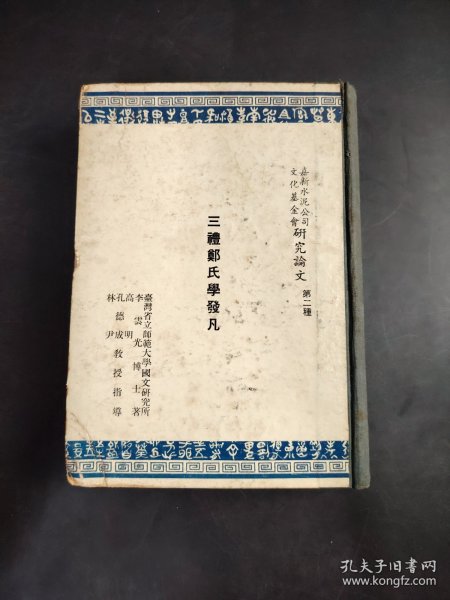 嘉新水泥公司
文化基金會
研究論文 第二種
三禮鄭氏學發凡
臺灣省立師範大學國文研究所
李雲光博士著
高明
孔德成教授指導
林尹
孔夫子旧书网
www.kongfz.com